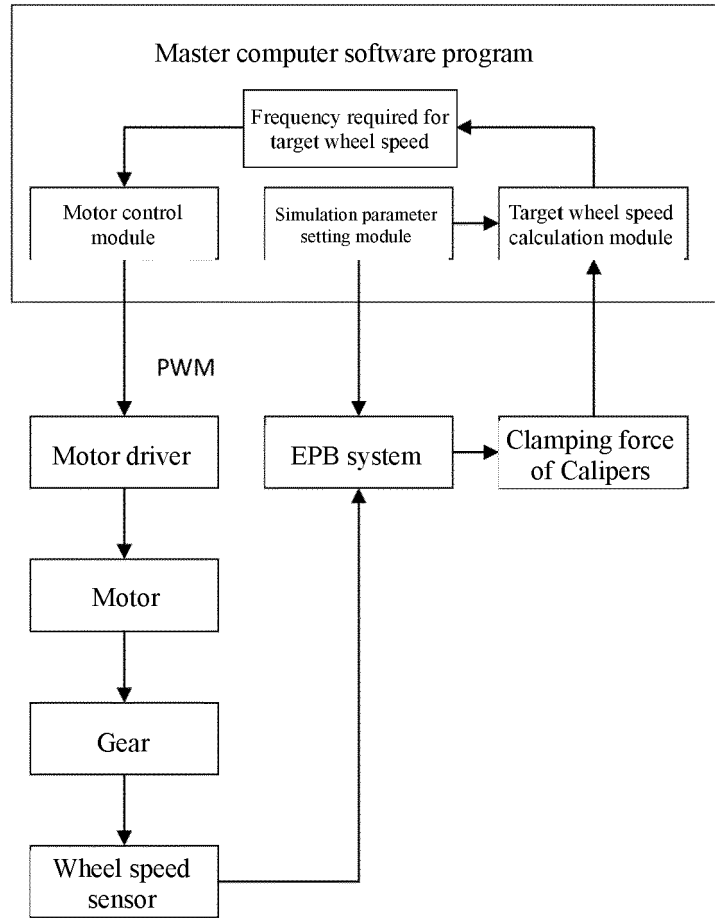 Master computer software program
Frequency required for
target wheel speed
Motor control
module
Simulation parameter
setting module
Target wheel speed
calculation module
PWM
Motor driver
EPB system
Clamping force
of Calipers
Motor
Gear
Wheel speed
sensor